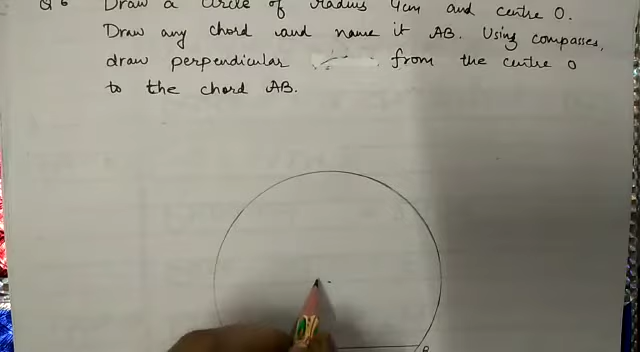 Q 6 Draw a circle of radius 4cm and centre O.
Draw any chord and name it AB. Using compasses,
draw perpendicular from the centre O
to the chord AB.
B